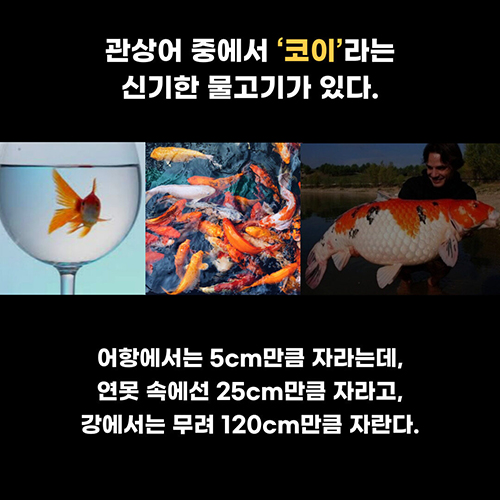 관상어 중에서 ‘코이’라는
신기한 물고기가 있다.
어항에서는 5cm만큼 자라는데,
연못 속에선 25cm만큼 자라고,
강에서는 무려 120cm만큼 자란다.